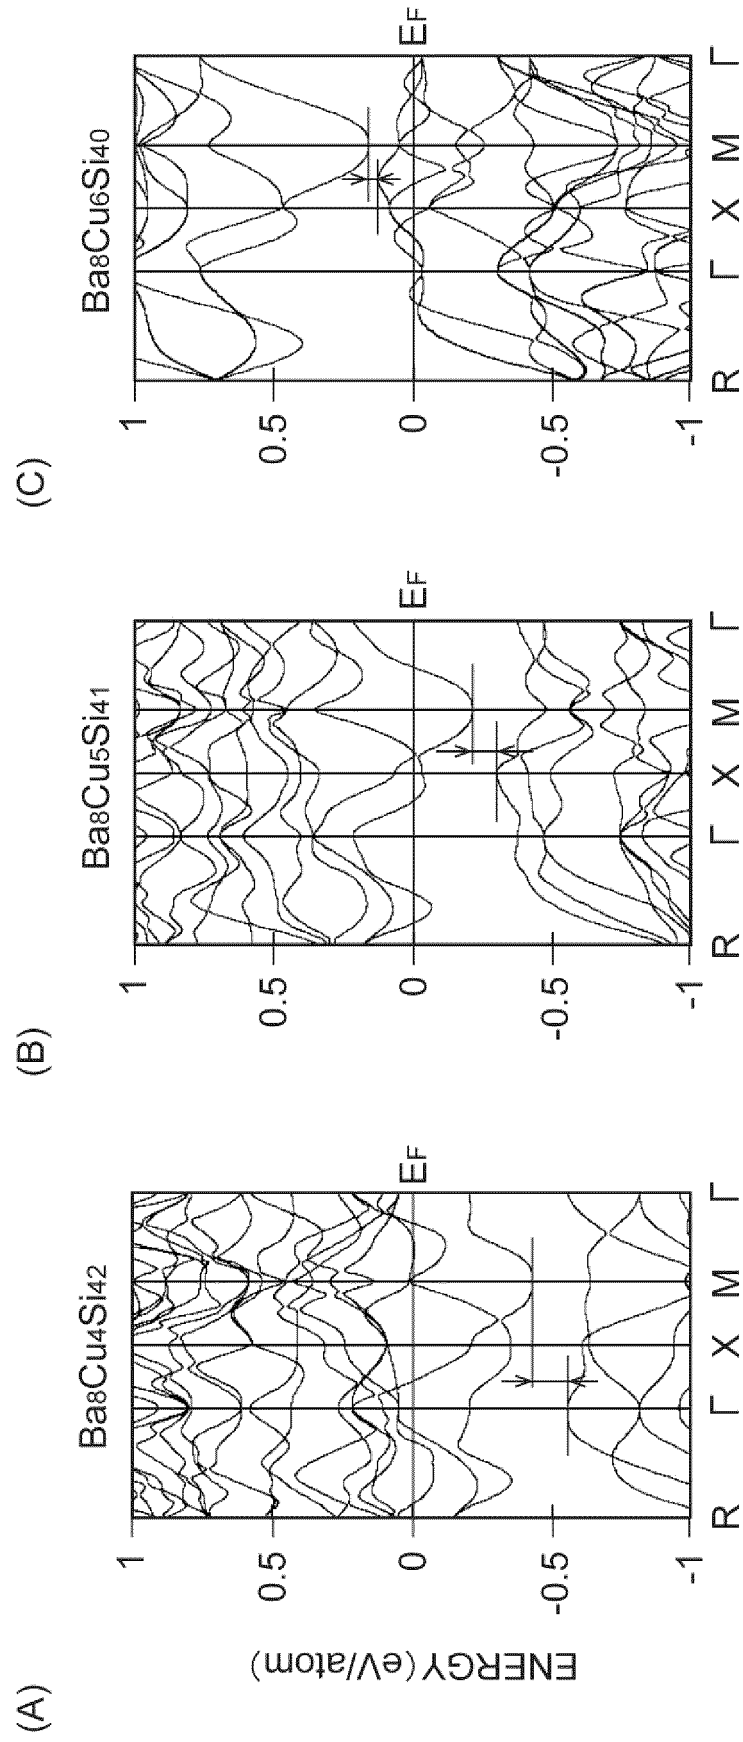 (A)
Ba8Cu4Si42
ENERGY (eV/atom)
1
0.5
0
-0.5
-1
EF
R Γ X M Γ
(B)
Ba8Cu5Si41
1
0.5
0
-0.5
-1
EF
R Γ X M Γ
(C)
Ba8Cu6Si40
1
0.5
0
-0.5
-1
EF
R Γ X M Γ